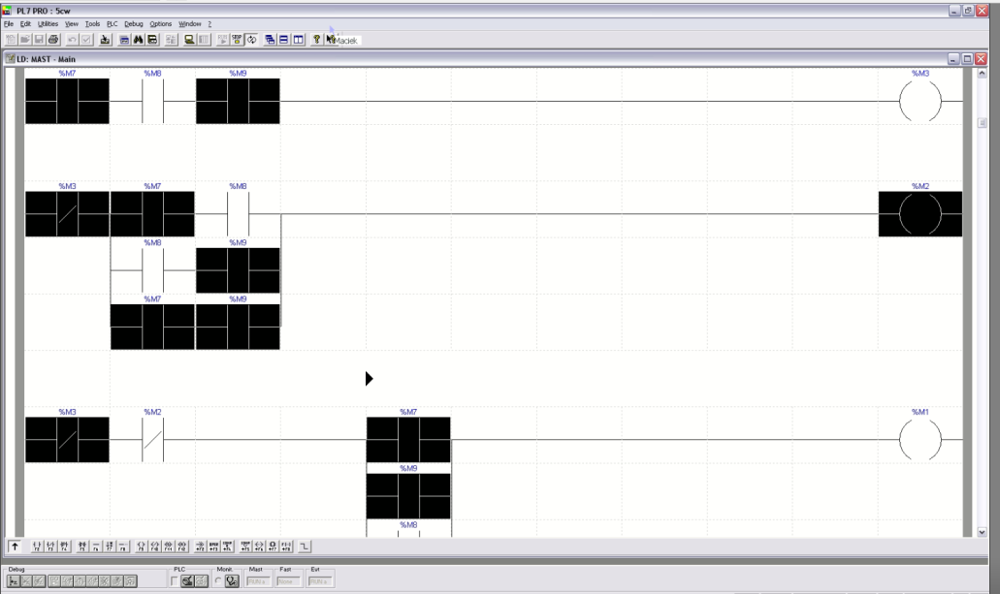 PL7 PRO : 5cw
File Edit Utilities View Tools PLC Debug Options Window ?
Maciek
LD: MAST - Main
%M7 %M8 %M9 %M3
%M3 %M7 %M8 %M2
%M8 %M9
%M7 %M9
%M3 %M2 %M7 %M1
%M9
%M8
Debug PLC Monit. Mast Fast Evt